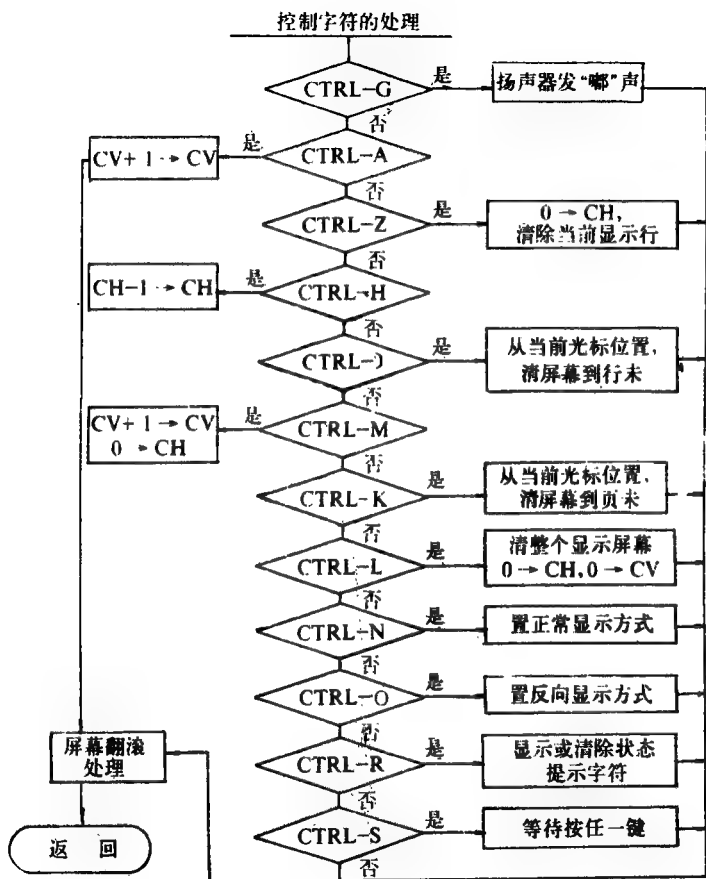 控制字符的处理
CTRL-G
是
扬声器发“嘟”声
否
CV+1→CV
是
CTRL-A
否
CTRL-Z
是
0→CH,
清除当前显示行
否
CH-1→CH
是
CTRL-H
否
是
从当前光标位置,
清屏幕到行未
否
CV+1→CV
0→CH
是
CTRL-M
否
CTRL-K
是
从当前光标位置,
清屏幕到页未
否
CTRL-L
是
清整个显示屏幕
0→CH,0→CV
否
CTRL-N
是
置正常显示方式
否
CTRL-O
是
置反向显示方式
否
屏幕翻滚
处理
CTRL-R
是
显示或清除状态
提示字符
否
CTRL-S
是
等待按任一键
返 回
否